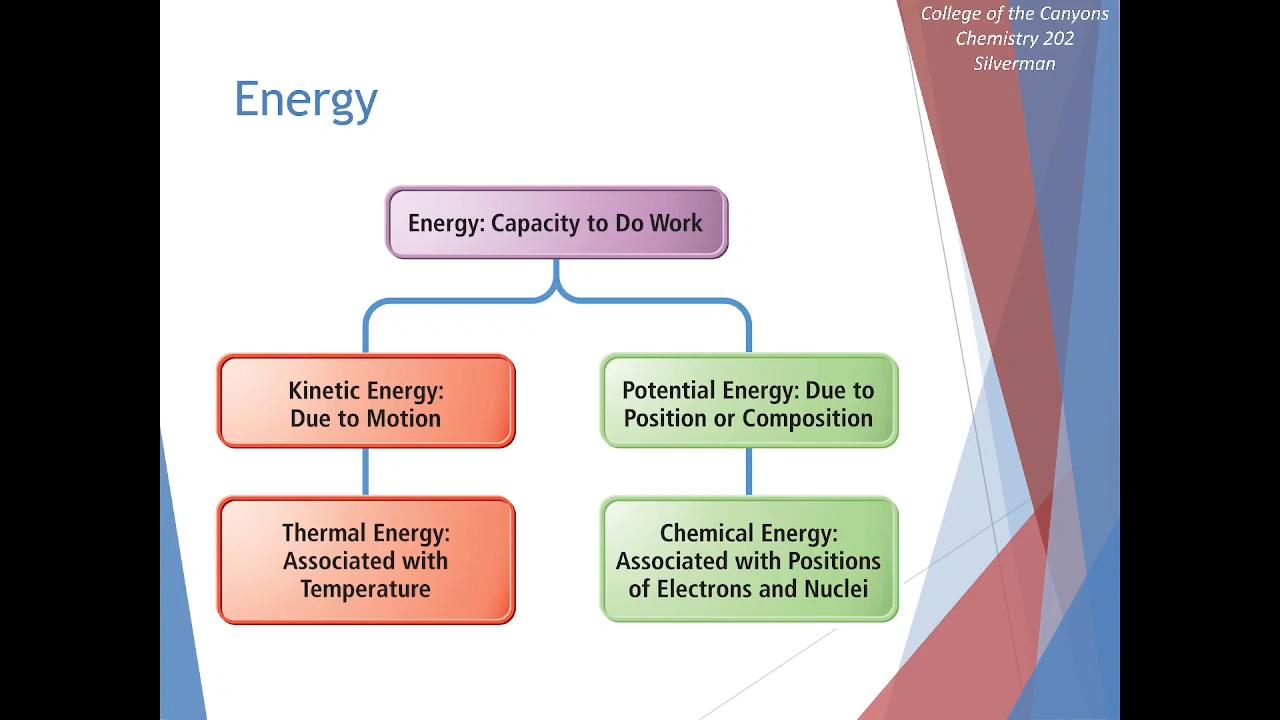 College of the Canyons
Chemistry 202
Silverman
Energy
Energy: Capacity to Do Work
Kinetic Energy:
Due to Motion
Potential Energy: Due to
Position or Composition
Thermal Energy:
Associated with
Temperature
Chemical Energy:
Associated with Positions
of Electrons and Nuclei